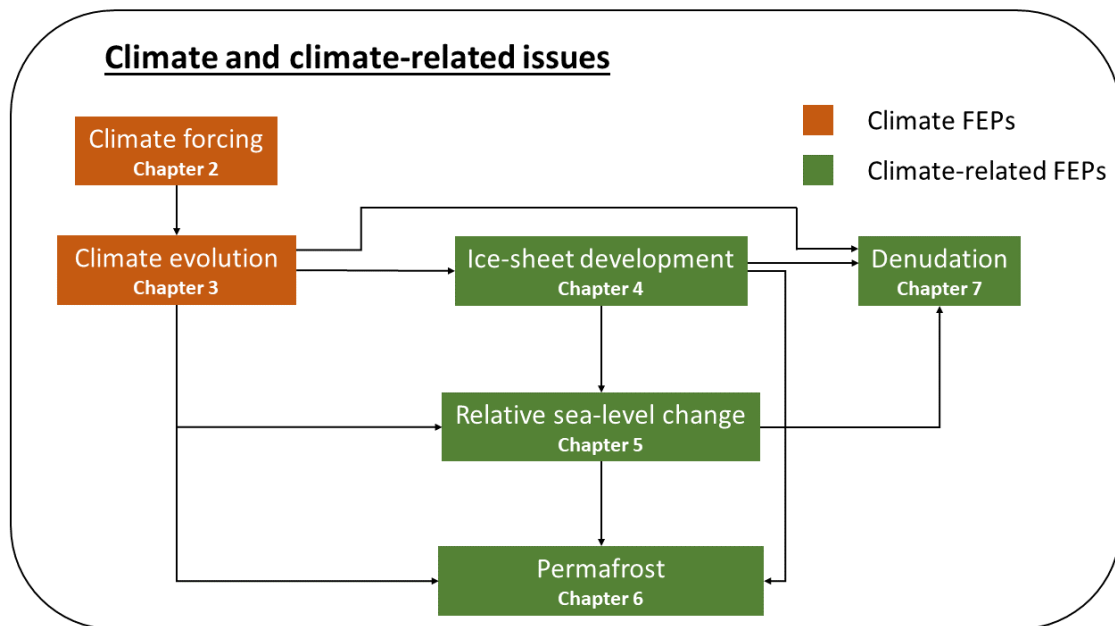 Climate and climate-related issues
Climate forcing
Chapter 2
Climate FEPs
Climate-related FEPs
Climate evolution
Chapter 3
Ice-sheet development
Chapter 4
Denudation
Chapter 7
Relative sea-level change
Chapter 5
Permafrost
Chapter 6